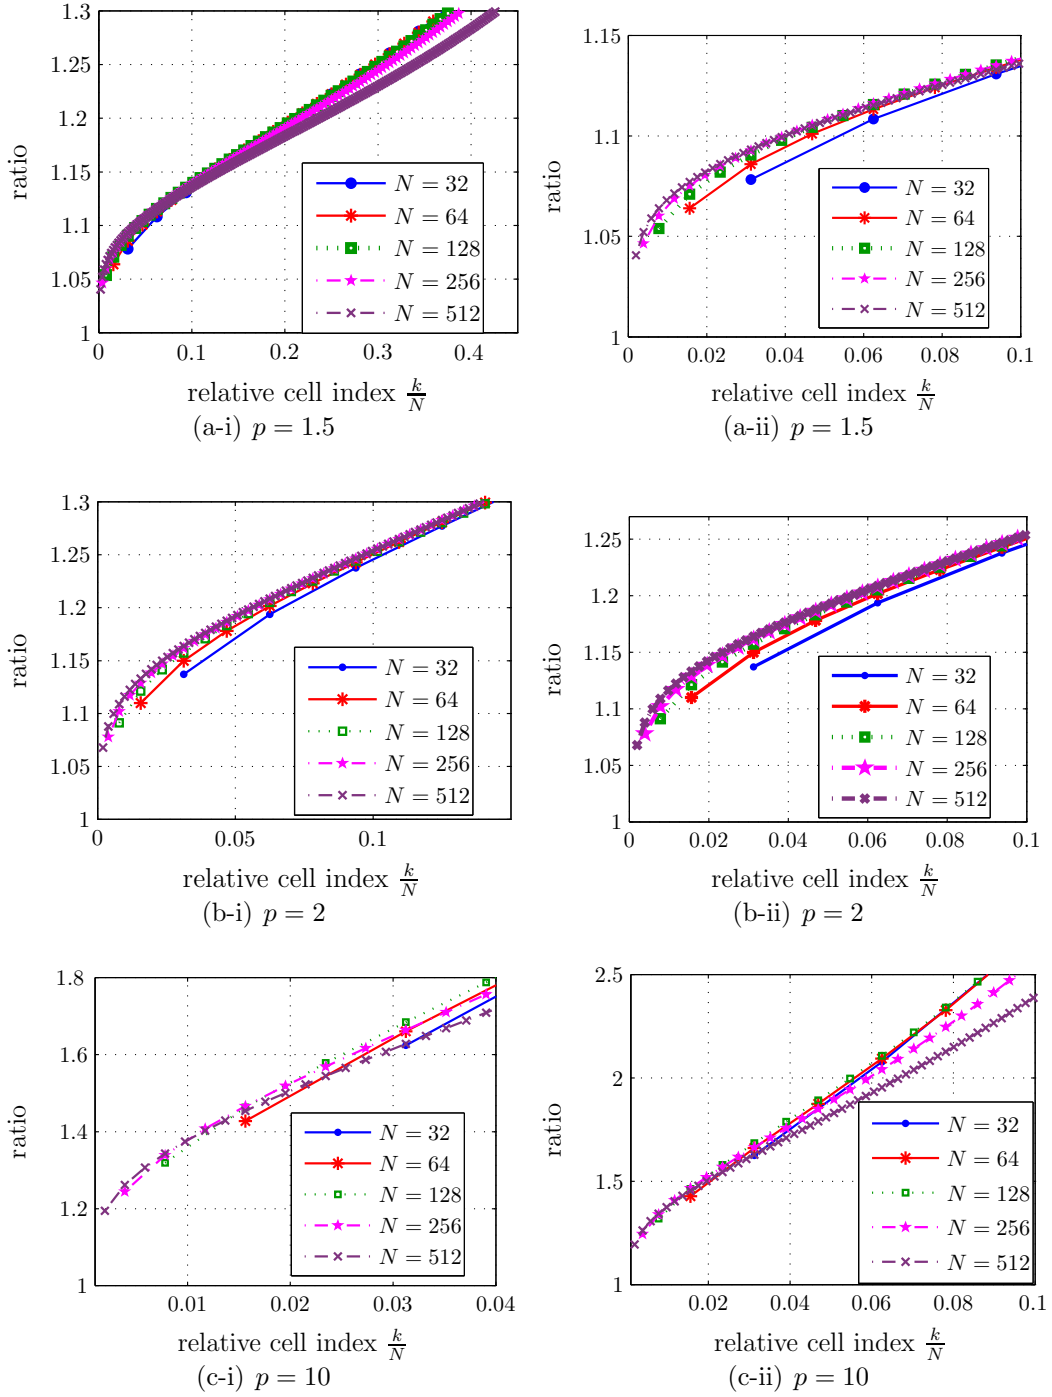 1.3
1.25
1.2
1.15
1.1
1.05
1
ratio
0
0.1
0.2
0.3
0.4
N = 32
N = 64
N = 128
N = 256
N = 512
relative cell index k/N
(a-i) p = 1.5
1.15
1.1
1.05
1
ratio
0
0.02
0.04
0.06
0.08
0.1
N = 32
N = 64
N = 128
N = 256
N = 512
relative cell index k/N
(a-ii) p = 1.5
1.3
1.25
1.2
1.15
1.1
1.05
1
ratio
0
0.05
0.1
N = 32
N = 64
N = 128
N = 256
N = 512
relative cell index k/N
(b-i) p = 2
1.25
1.2
1.15
1.1
1.05
1
ratio
0.02
0.04
0.06
0.08
0.1
N = 32
N = 64
N = 128
N = 256
N = 512
relative cell index k/N
(b-ii) p = 2
1.8
1.6
1.4
1.2
1
ratio
0.01
0.02
0.03
0.04
N = 32
N = 64
N = 128
N = 256
N = 512
relative cell index k/N
(c-i) p = 10
2.5
2
1.5
1
ratio
0.02
0.04
0.06
0.08
0.1
N = 32
N = 64
N = 128
N = 256
N = 512
relative cell index k/N
(c-ii) p = 10